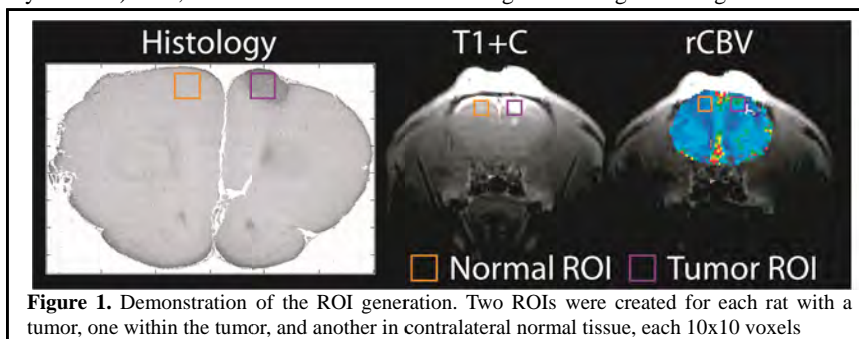 Histology
T1+C
rCBV
Normal ROI
Tumor ROI
Figure 1. Demonstration of the ROI generation. Two ROIs were created for each rat with a
tumor, one within the tumor, and another in contralateral normal tissue, each 10x10 voxels